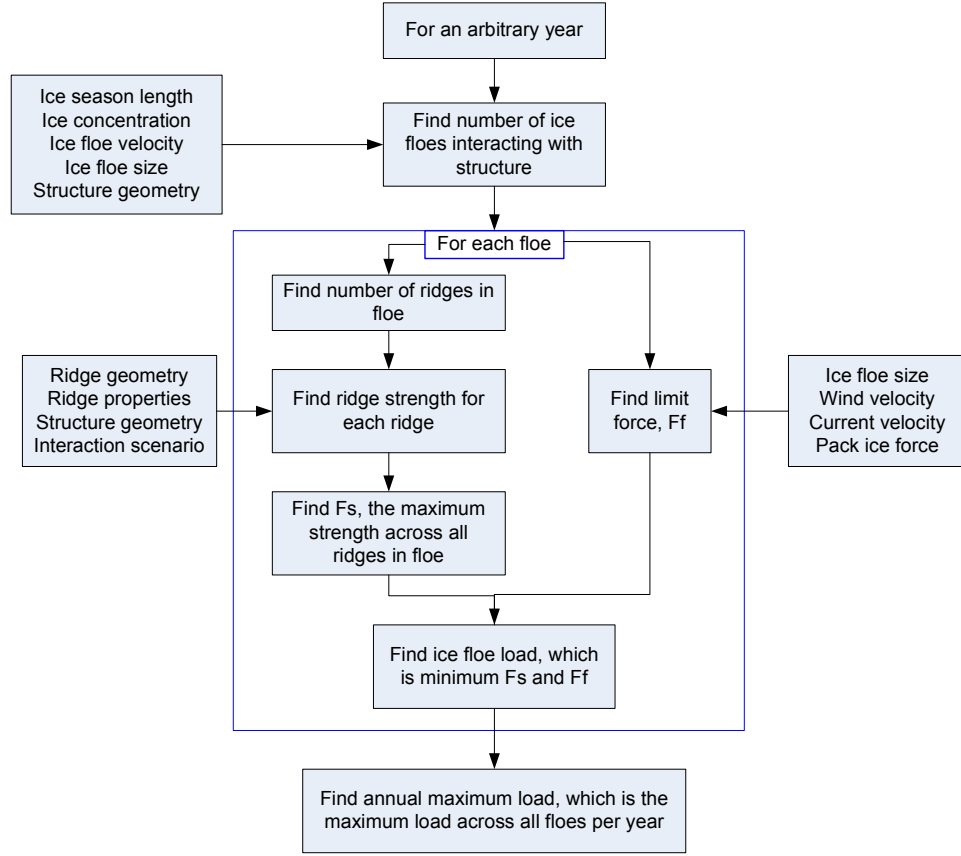 For an arbitrary year
Ice season length
Ice concentration
Ice floe velocity
Ice floe size
Structure geometry
Find number of ice
floes interacting with
structure
For each floe
Find number of ridges in
floe
Ridge geometry
Ridge properties
Structure geometry
Interaction scenario
Find ridge strength for
each ridge
Find limit
force, Ff
Ice floe size
Wind velocity
Current velocity
Pack ice force
Find Fs, the maximum
strength across all
ridges in floe
Find ice floe load, which
is minimum Fs and Ff
Find annual maximum load, which is the
maximum load across all floes per year